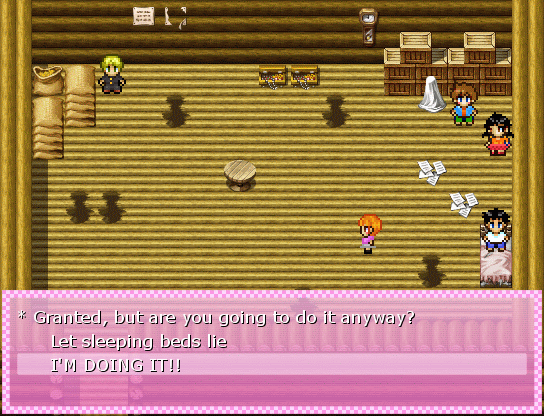 * Granted, but are you going to do it anyway?
Let sleeping beds lie
I'M DOING IT!!